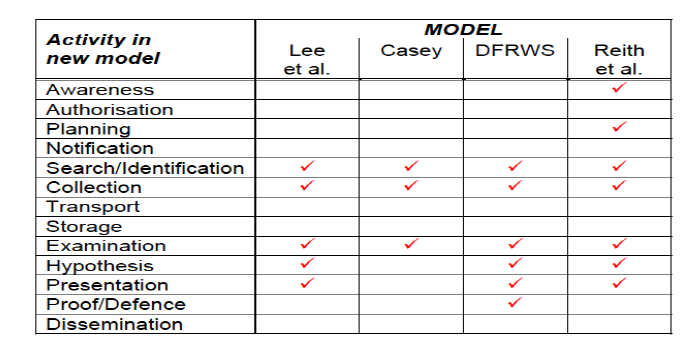 MODEL
Activity in
new model
Lee
et al.
Casey
DFRWS
Reith
et al.
Awareness ✓
Authorisation
Planning ✓
Notification
Search/Identification ✓ ✓ ✓ ✓
Collection ✓ ✓ ✓ ✓
Transport
Storage
Examination ✓ ✓ ✓ ✓
Hypothesis ✓ ✓ ✓
Presentation ✓ ✓ ✓
Proof/Defence ✓
Dissemination